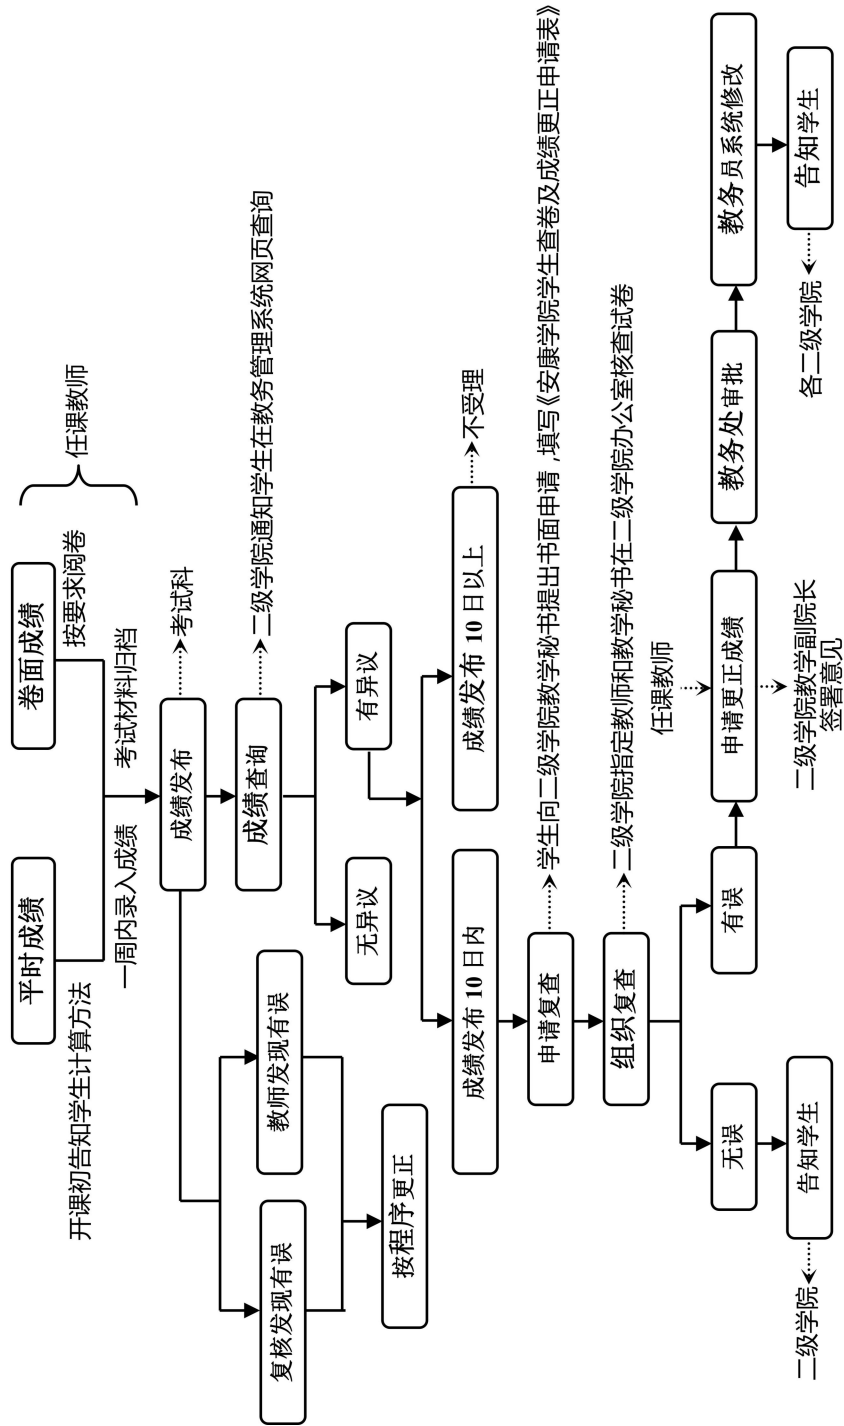 平时成绩
卷面成绩
任课教师
开课初告知学生计算方法
按要求阅卷
一周内录入成绩
考试材料归档
成绩发布
考试科
成绩查询
二级学院通知学生在教务管理系统网页查询
复核发现有误
教师发现有误
无异议
有异议
按程序更正
成绩发布 10 日内
成绩发布 10 日以上
不受理
申请复查
学生向二级学院教学秘书提出书面申请,填写《安康学院学生查卷及成绩更正申请表》
组织复查
二级学院指定教师和教学秘书在二级学院办公室核查试卷
任课教师
无误
有误
申请更正成绩
教务处审批
教务员系统修改
二级学院
告知学生
二级学院教学副院长
签署意见
各二级学院
告知学生